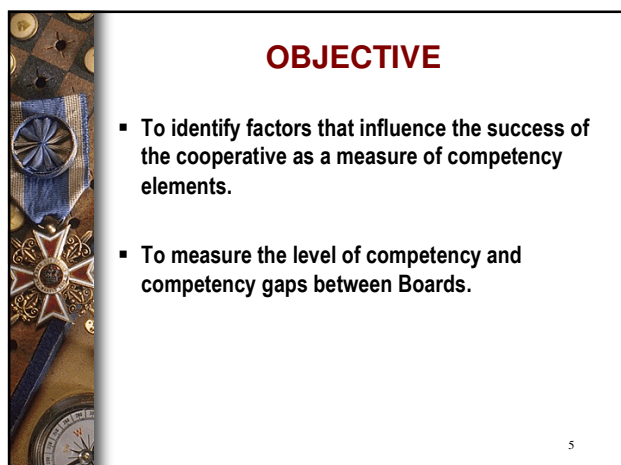 OBJECTIVE
▪ To identify factors that influence the success of
the cooperative as a measure of competency
elements.
▪ To measure the level of competency and
competency gaps between Boards.
5